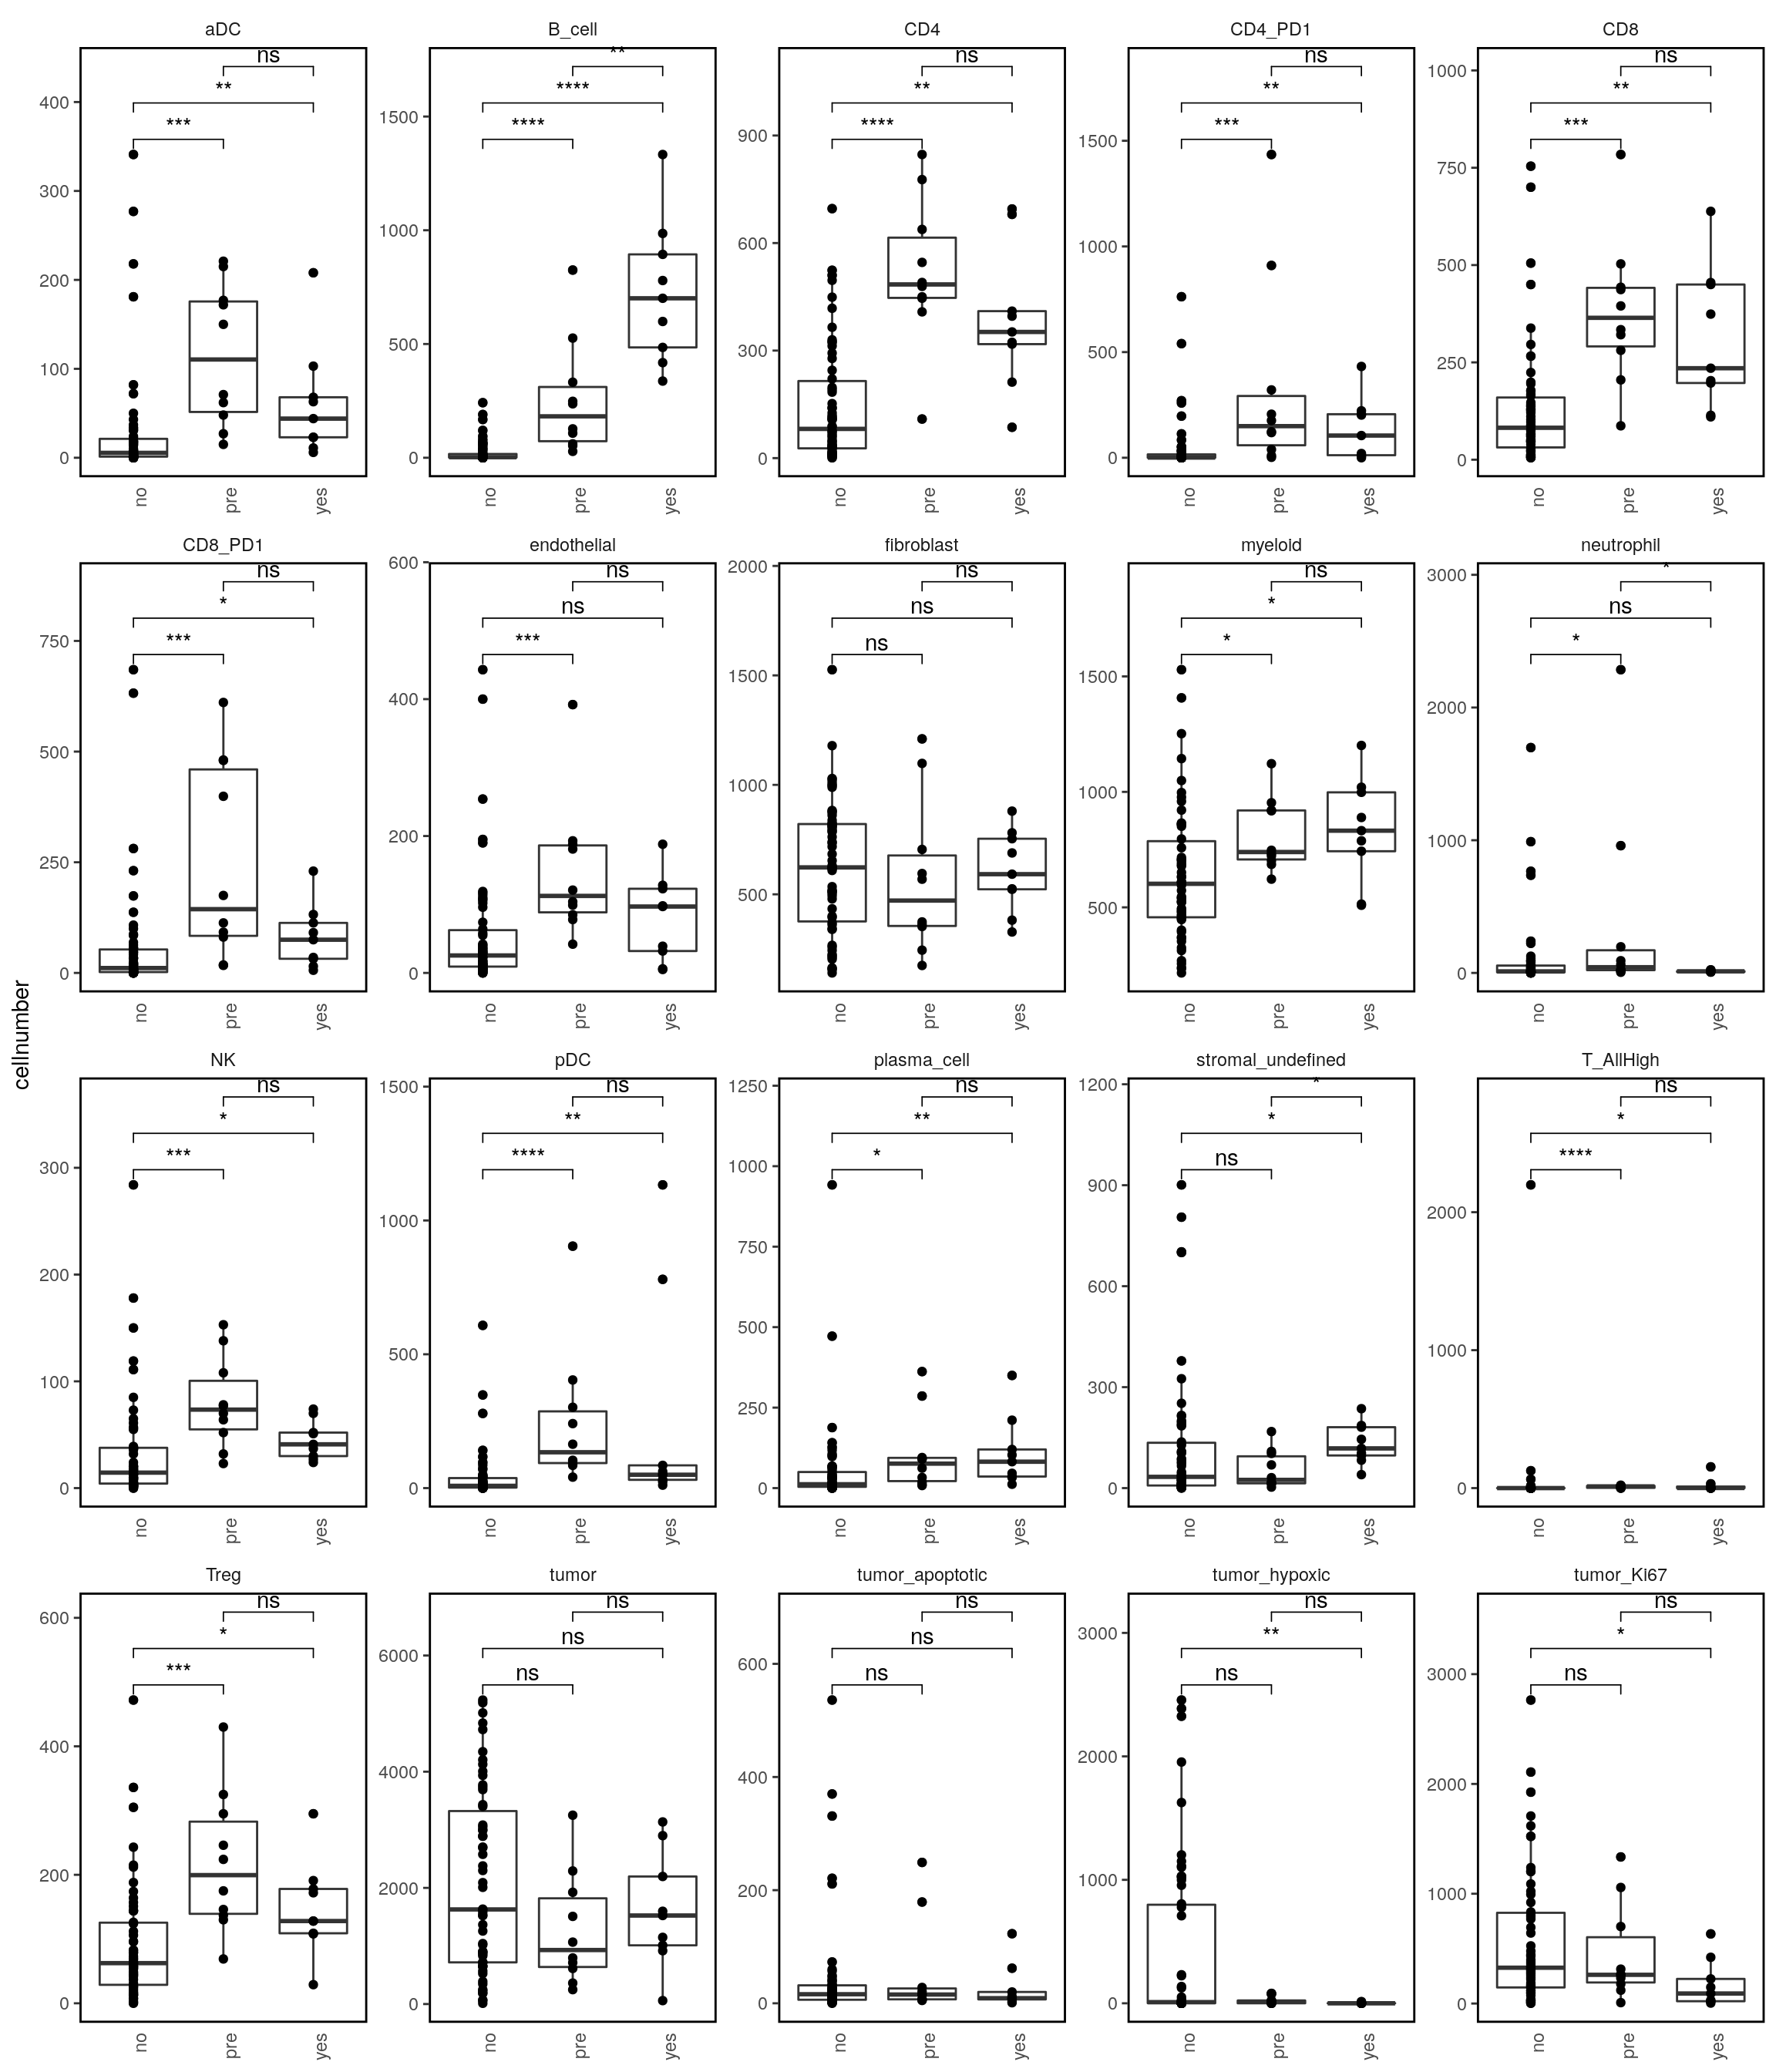 aDC B_cell CD4 CD4_PD1 CD8
ns ** ns ns ns
** **** ** ** **
*** **** **** *** ***
400 1500 900 1500 1000
300 1000 600 1000 750
200 500 300 500 500
100 0 0 0 250
0 0
no pre yes no pre yes no pre yes no pre yes no pre yes
CD8_PD1 endothelial fibroblast myeloid neutrophil
ns ns ns ns *
* ns ns * ns
*** *** ns * *
750 600 2000 1500 3000
500 400 1500 1000 2000
250 200 1000 500 1000
0 0 500 0
no pre yes no pre yes no pre yes no pre yes no pre yes
cellnumber
NK pDC plasma_cell stromal_undefined T_AllHigh
ns ns ns * ns
* ** ** * *
*** **** * ns ****
300 1500 1250 1200 2000
200 1000 1000 900 1000
100 500 750 600 0
0 0 500 300
250 0
0
no pre yes no pre yes no pre yes no pre yes no pre yes
Treg tumor tumor_apoptotic tumor_hypoxic tumor_Ki67
ns ns ns ns ns
* ns ns ** *
*** ns ns ns ns
600 6000 600 3000 3000
400 4000 400 2000 2000
200 2000 200 1000 1000
0 0 0 0 0
no pre yes no pre yes no pre yes no pre yes no pre yes